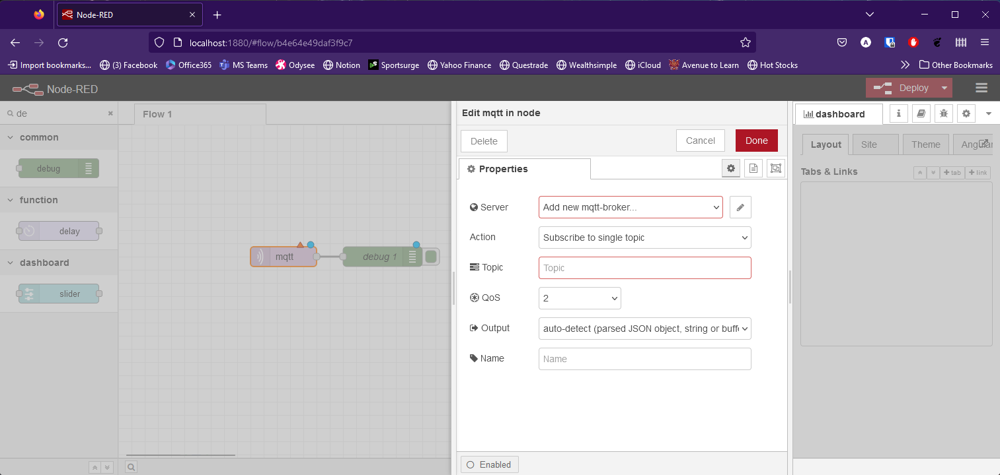 Node-RED
localhost:1880/#flow/b4e64e49daf3f9c7
Import bookmarks... (3) Facebook Office365 MS Teams Odysee Notion Sportsurge Yahoo Finance Questrade Wealthsimple iCloud Avenue to Learn Hot Stocks Other Bookmarks
Node-RED Deploy
de
common
debug
function
delay
dashboard
slider
Flow 1
mqtt
debug 1
Edit mqtt in node
Delete Cancel Done
Properties
Server Add new mqtt-broker...
Action Subscribe to single topic
Topic Topic
QoS 2
Output auto-detect (parsed JSON object, string or buff
Name Name
Enabled
dashboard
Layout Site Theme
Tabs & Links tab link